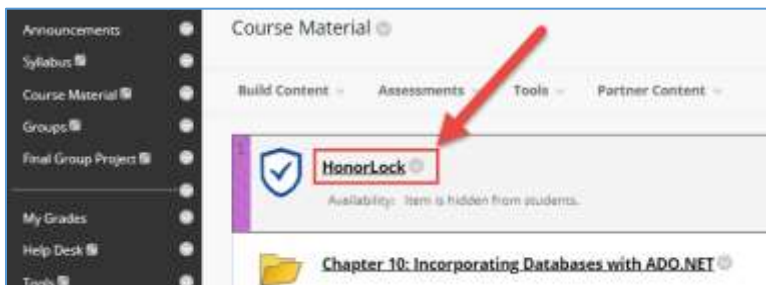 Announcements
Syllabus
Course Material
Groups
Final Group Project
My Grades
Help Desk
Tools
Course Material
Build Content
Assessments
Tools
Partner Content
1
HonorLock
Availability: Item is hidden from students.
Chapter 10: Incorporating Databases with ADO.NET